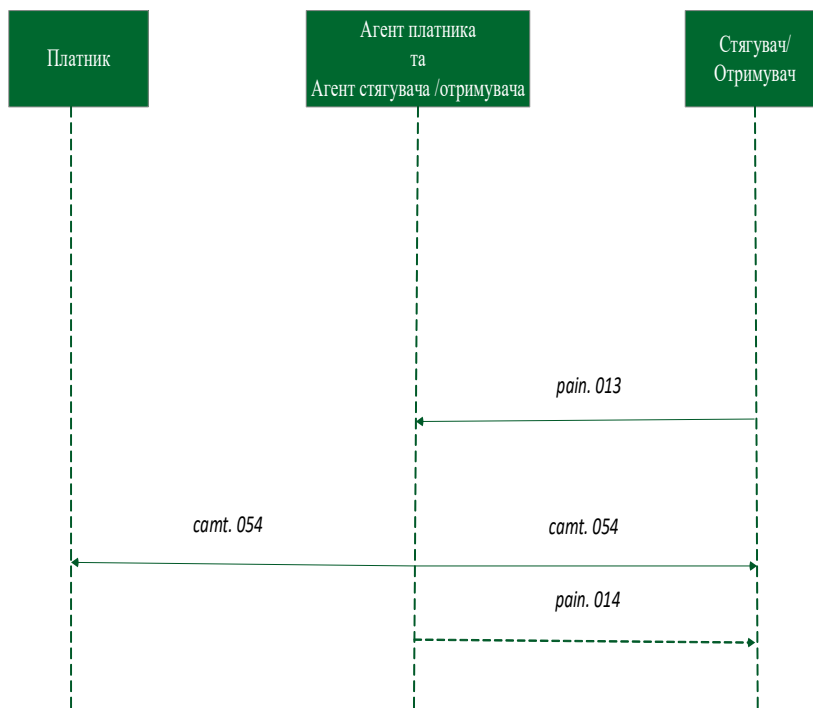 Платник
Агент платника
та
Агент стягувача /отримувача
Стягувач/
Отримувач
pain. 013
camt. 054
camt. 054
pain. 014